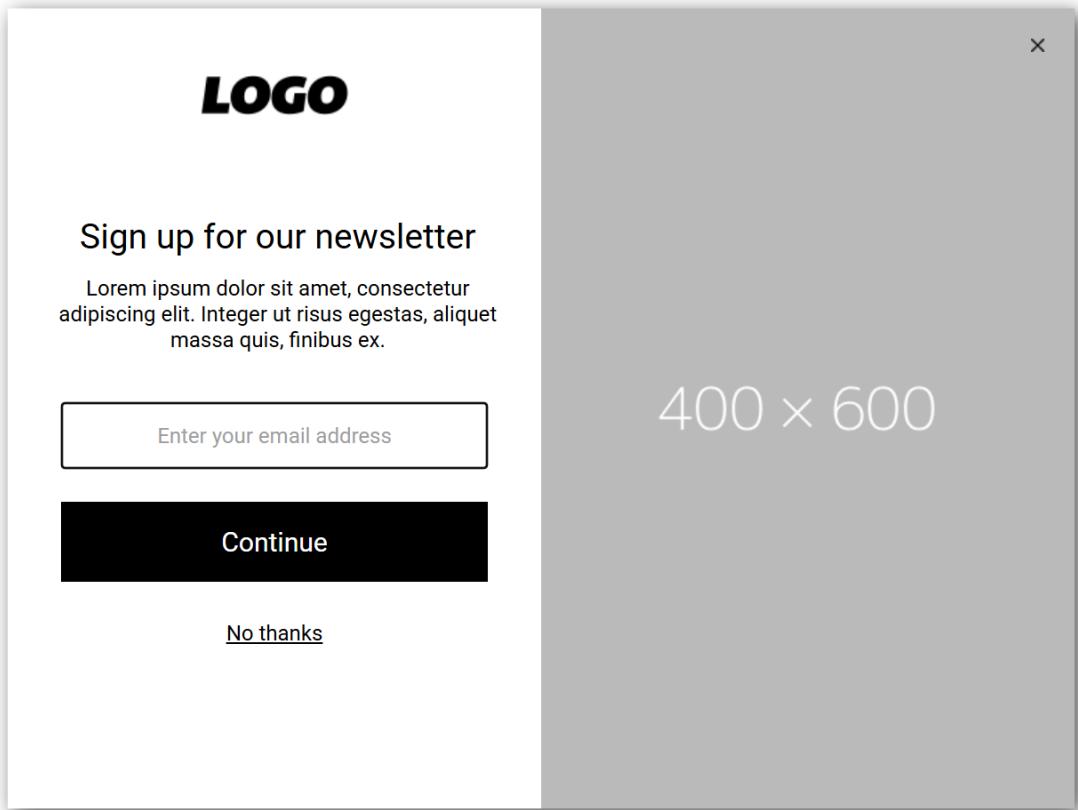 LOGO
Sign up for our newsletter
Lorem ipsum dolor sit amet, consectetur
adipiscing elit. Integer ut risus egestas, aliquet
massa quis, finibus ex.
Enter your email address
Continue
No thanks
400 × 600